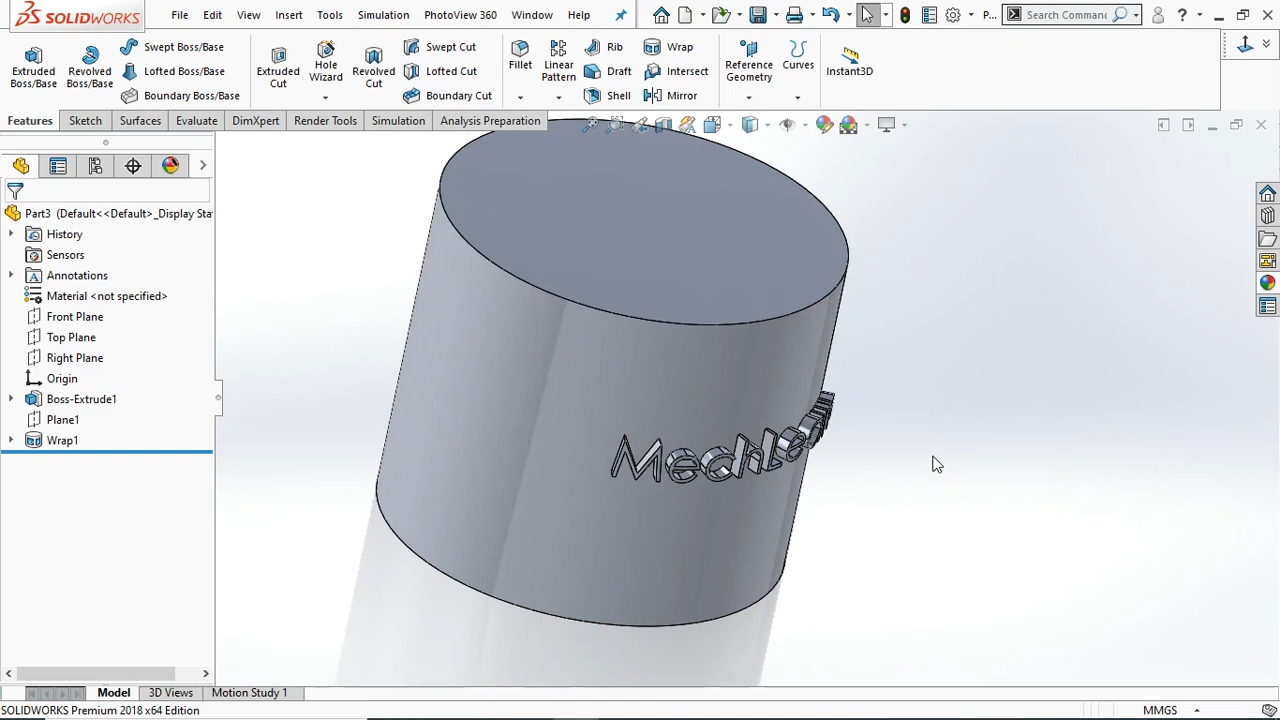 SOLIDWORKS
File Edit View Insert Tools Simulation PhotoView 360 Window Help
P...
Search Commanc
Extruded Boss/Base
Revolved Boss/Base
Swept Boss/Base
Lofted Boss/Base
Boundary Boss/Base
Extruded Cut
Hole Wizard
Revolved Cut
Swept Cut
Lofted Cut
Boundary Cut
Fillet
Linear Pattern
Rib
Draft
Shell
Wrap
Intersect
Mirror
Reference Geometry
Curves
Instant3D
Features Sketch Surfaces Evaluate DimXpert Render Tools Simulation Analysis Preparation
Part3 (Default<<Default>_Display Sta
History
Sensors
Annotations
Material <not specified>
Front Plane
Top Plane
Right Plane
Origin
Boss-Extrude1
Plane1
Wrap1
Model 3D Views Motion Study 1
SOLIDWORKS Premium 2018 x64 Edition
MMGS